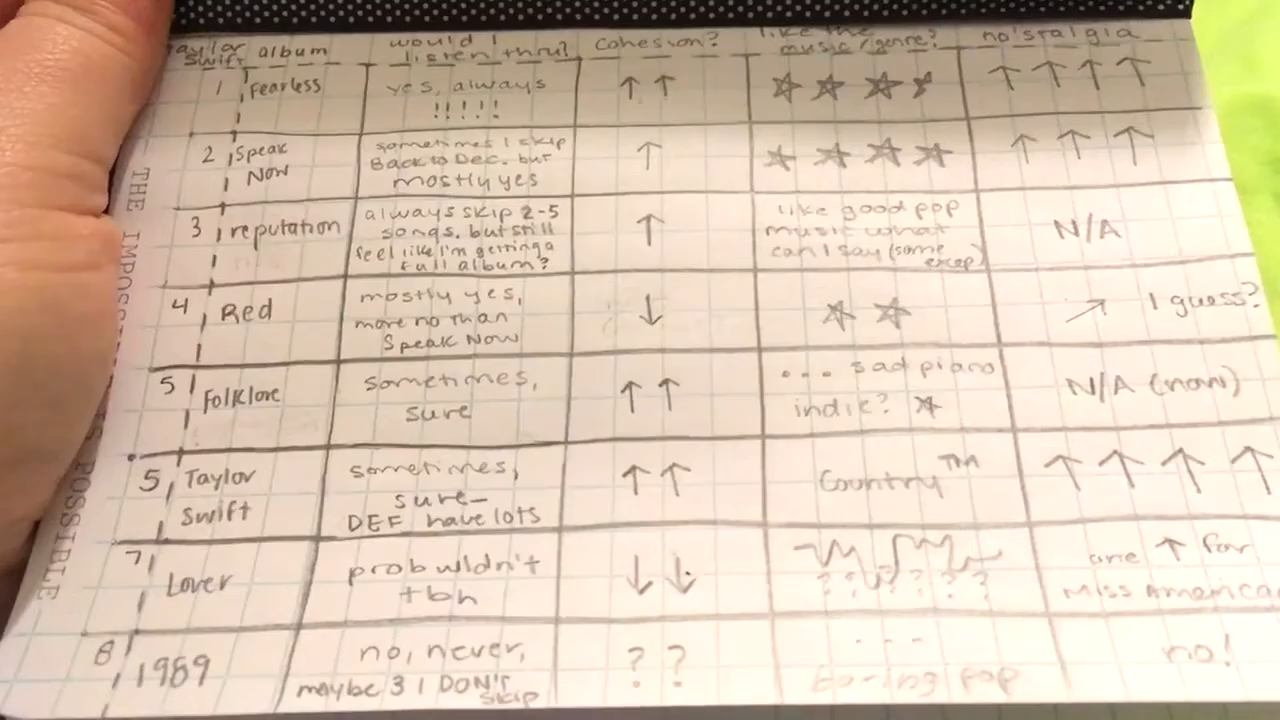 aylor album would I cohesion? like the nostalgia
swift listen thru? music/genre?
1 Fearless yes, always ↑ ↑ ☆ ☆ ☆ ↑ ↑ ↑ ↑
!!!!!
2 Speak sometimes I skip ↑ ☆ ☆ ☆ ☆ ↑ ↑ ↑
Now Back to Dec. but
mostly yes
3 reputation always skip 2-5 ↑ like good pop N/A
songs. but still music what
feel like I'm getting a can I say (some
full album? excep)
4 Red mostly yes, ↓ ☆ ☆ ↗ I guess?
more no than
Speak Now
5 Folklore sometimes, ↑ ↑ ... sad piano N/A (now)
sure indie? ☆
5 Taylor sometimes, ↑ ↑ Country™ ↑ ↑ ↑ ↑
Swift sure—
DEF have lots
7 Lover prob wldn't ↓ ↓ ? ? ? ? ? ? one ↑ for
tbh Miss America
8 1989 no, never, ? ? ... no!
maybe 3 I DON'T pop
skip
THE IMPOSS POSSIBLE